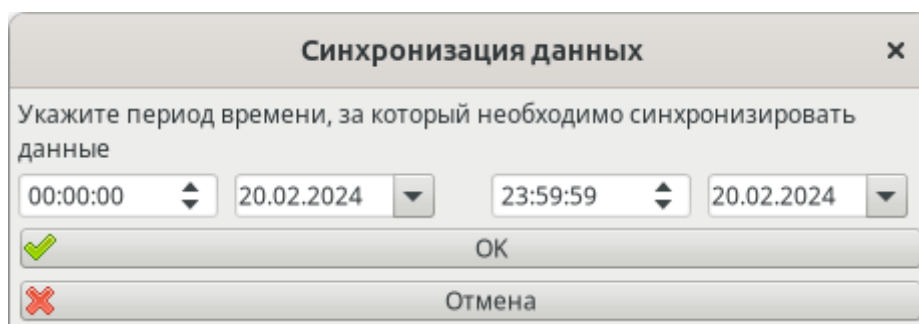 Синхронизация данных
Укажите период времени, за который необходимо синхронизировать
данные
00:00:00 20.02.2024 23:59:59 20.02.2024
OK
Отмена